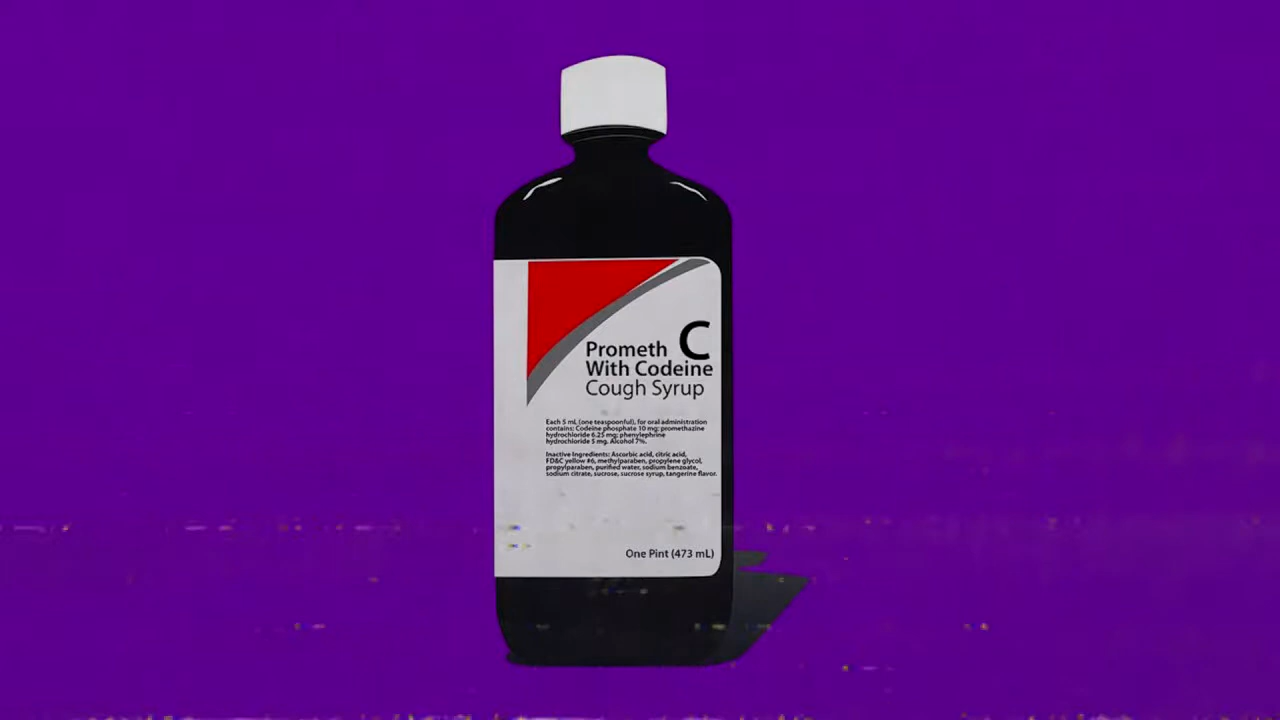 C
Prometh
With Codeine
Cough Syrup
Each 5 mL (one teaspoonful), for oral administration
contains: Codeine phosphate 10 mg; promethazine
hydrochloride 6.25 mg; phenylephrine
hydrochloride 5 mg. Alcohol 7%.
Inactive Ingredients: Ascorbic acid, citric acid,
FD&C yellow #6, methylparaben, propylene glycol,
propylparaben, purified water, sodium benzoate,
sodium citrate, sucrose, sucrose syrup, tangerine flavor.
One Pint (473 mL)